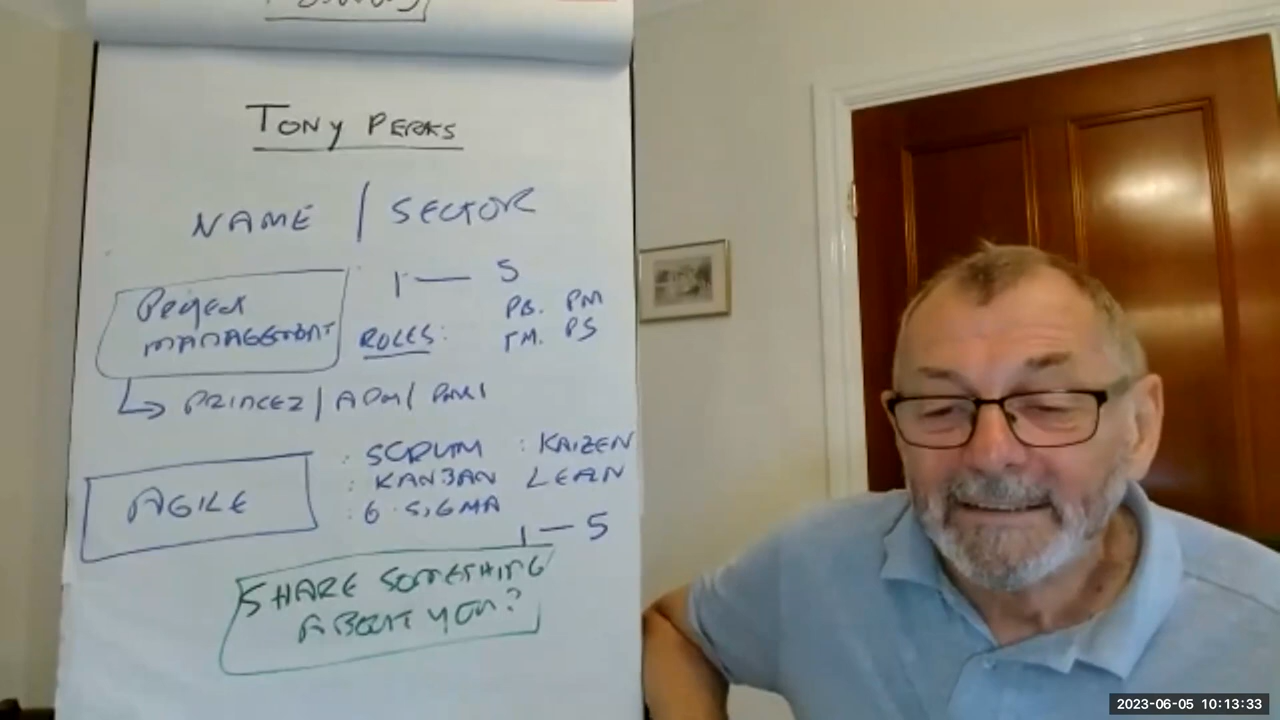 TONY PERKS
NAME / SECTOR
1 — 5
PROJECT
MANAGEMENT
ROLES:
PB. PM
TM. PS
PRINCE2 / APM / PMI
AGILE
: SCRUM : KAIZEN
: KANBAN LEAN
: 6 SIGMA
1 — 5
SHARE SOMETHING
ABOUT YOU?
2023-06-05 10:13:33